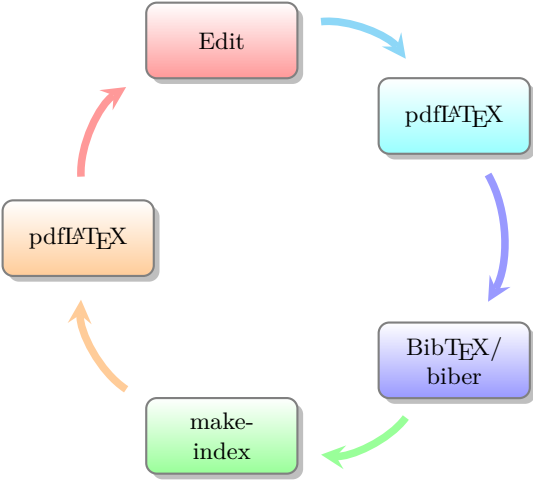 Edit
pdfLATEX
BibTEX/
biber
make-
index
pdfLATEX